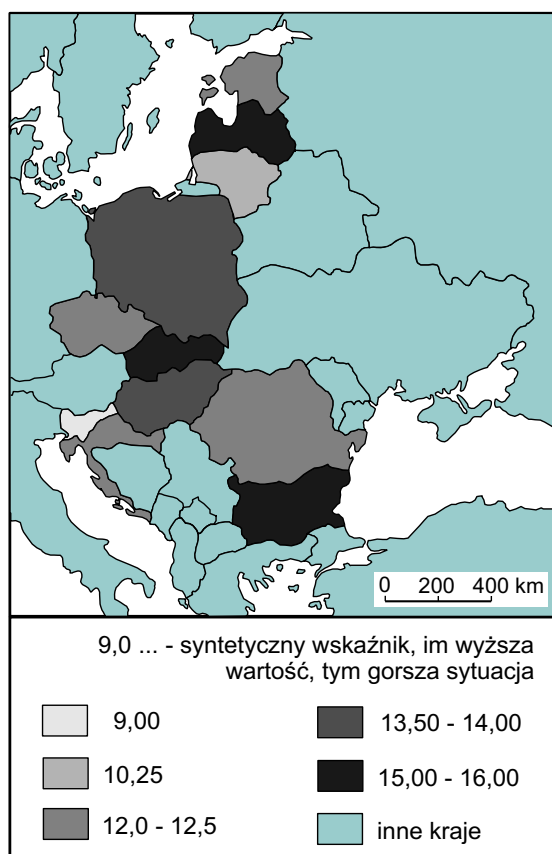 0 200 400 km
9,0 ... - syntetyczny wskaźnik, im wyższa
wartość, tym gorsza sytuacja
9,00
10,25
12,0 - 12,5
13,50 - 14,00
15,00 - 16,00
inne kraje